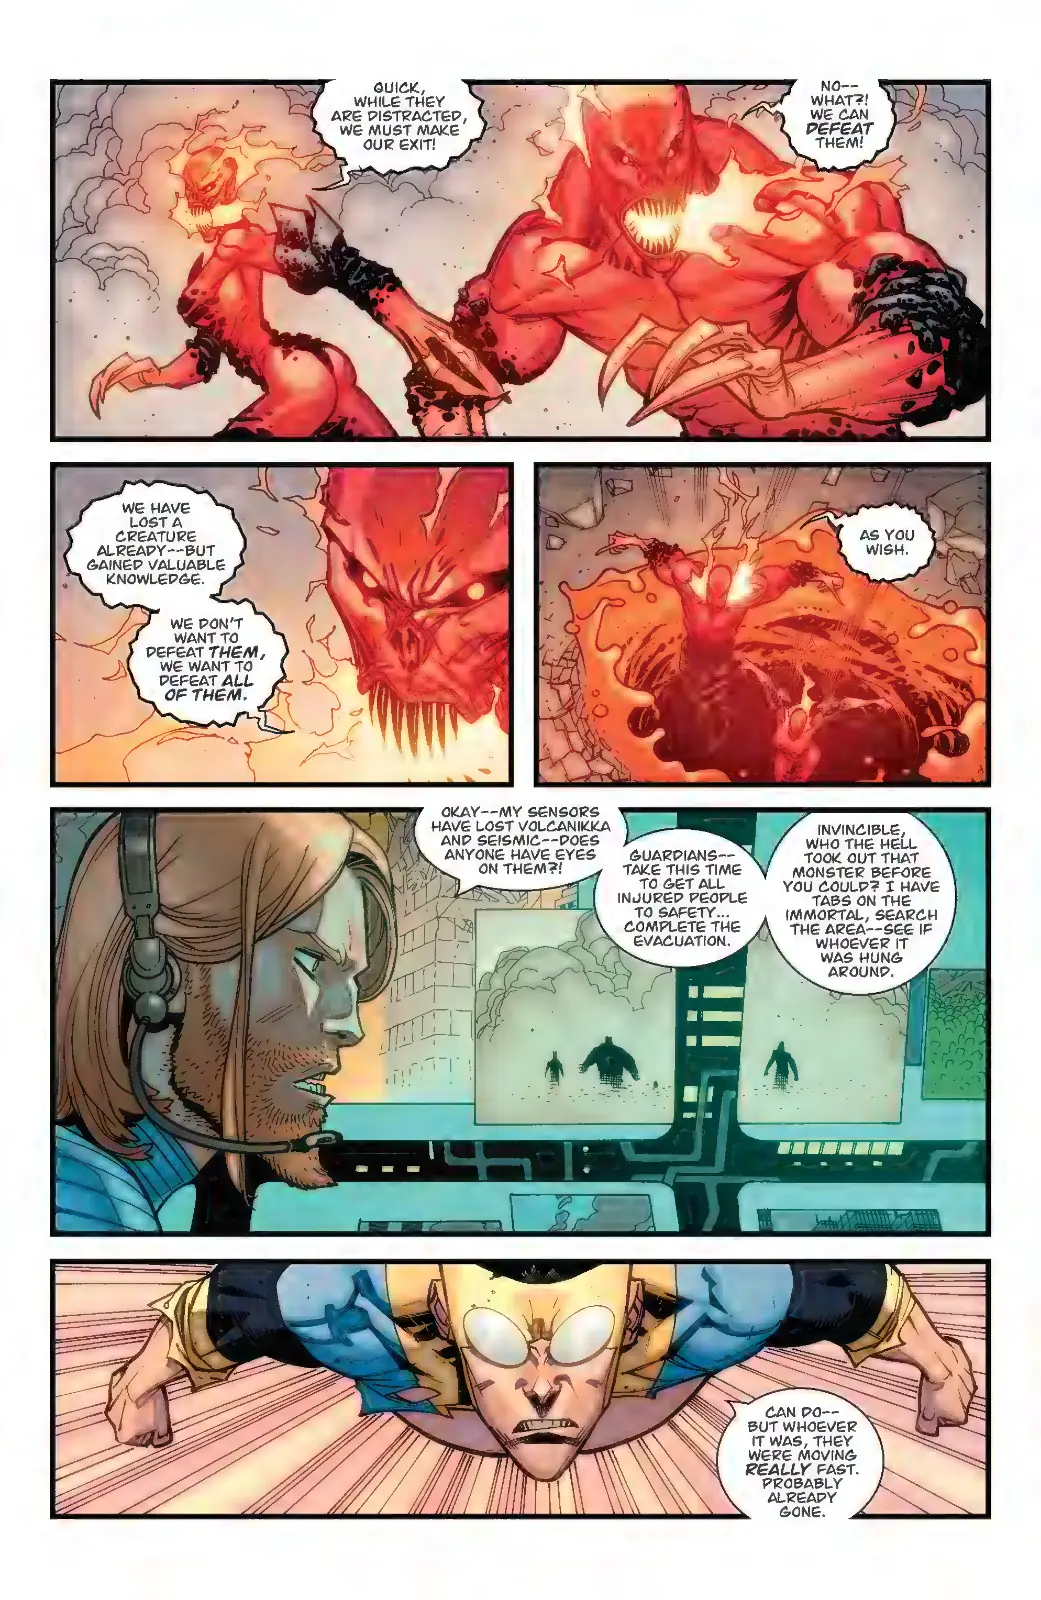 QUICK,
WHILE THEY
ARE DISTRACTED,
WE MUST MAKE
OUR EXIT!
NO--
WHAT?!
WE CAN
DEFEAT
THEM!
WE HAVE
LOST A
CREATURE
ALREADY--BUT
GAINED VALUABLE
KNOWLEDGE.
WE DON'T
WANT TO
DEFEAT THEM,
WE WANT TO
DEFEAT ALL
OF THEM.
AS YOU
WISH.
OKAY--MY SENSORS
HAVE LOST VOLCANIKKA
AND SEISMIC--DOES
ANYONE HAVE EYES
ON THEM?!
GUARDIANS--
TAKE THIS TIME
TO GET ALL
INJURED PEOPLE
TO SAFETY...
COMPLETE THE
EVACUATION.
INVINCIBLE,
WHO THE HELL
TOOK OUT THAT
MONSTER BEFORE
YOU COULD? I HAVE
TABS ON THE
IMMORTAL, SEARCH
THE AREA--SEE IF
WHOEVER IT
WAS HUNG
AROUND.
CAN DO--
BUT WHOEVER
IT WAS, THEY
WERE MOVING
REALLY FAST.
PROBABLY
ALREADY
GONE.